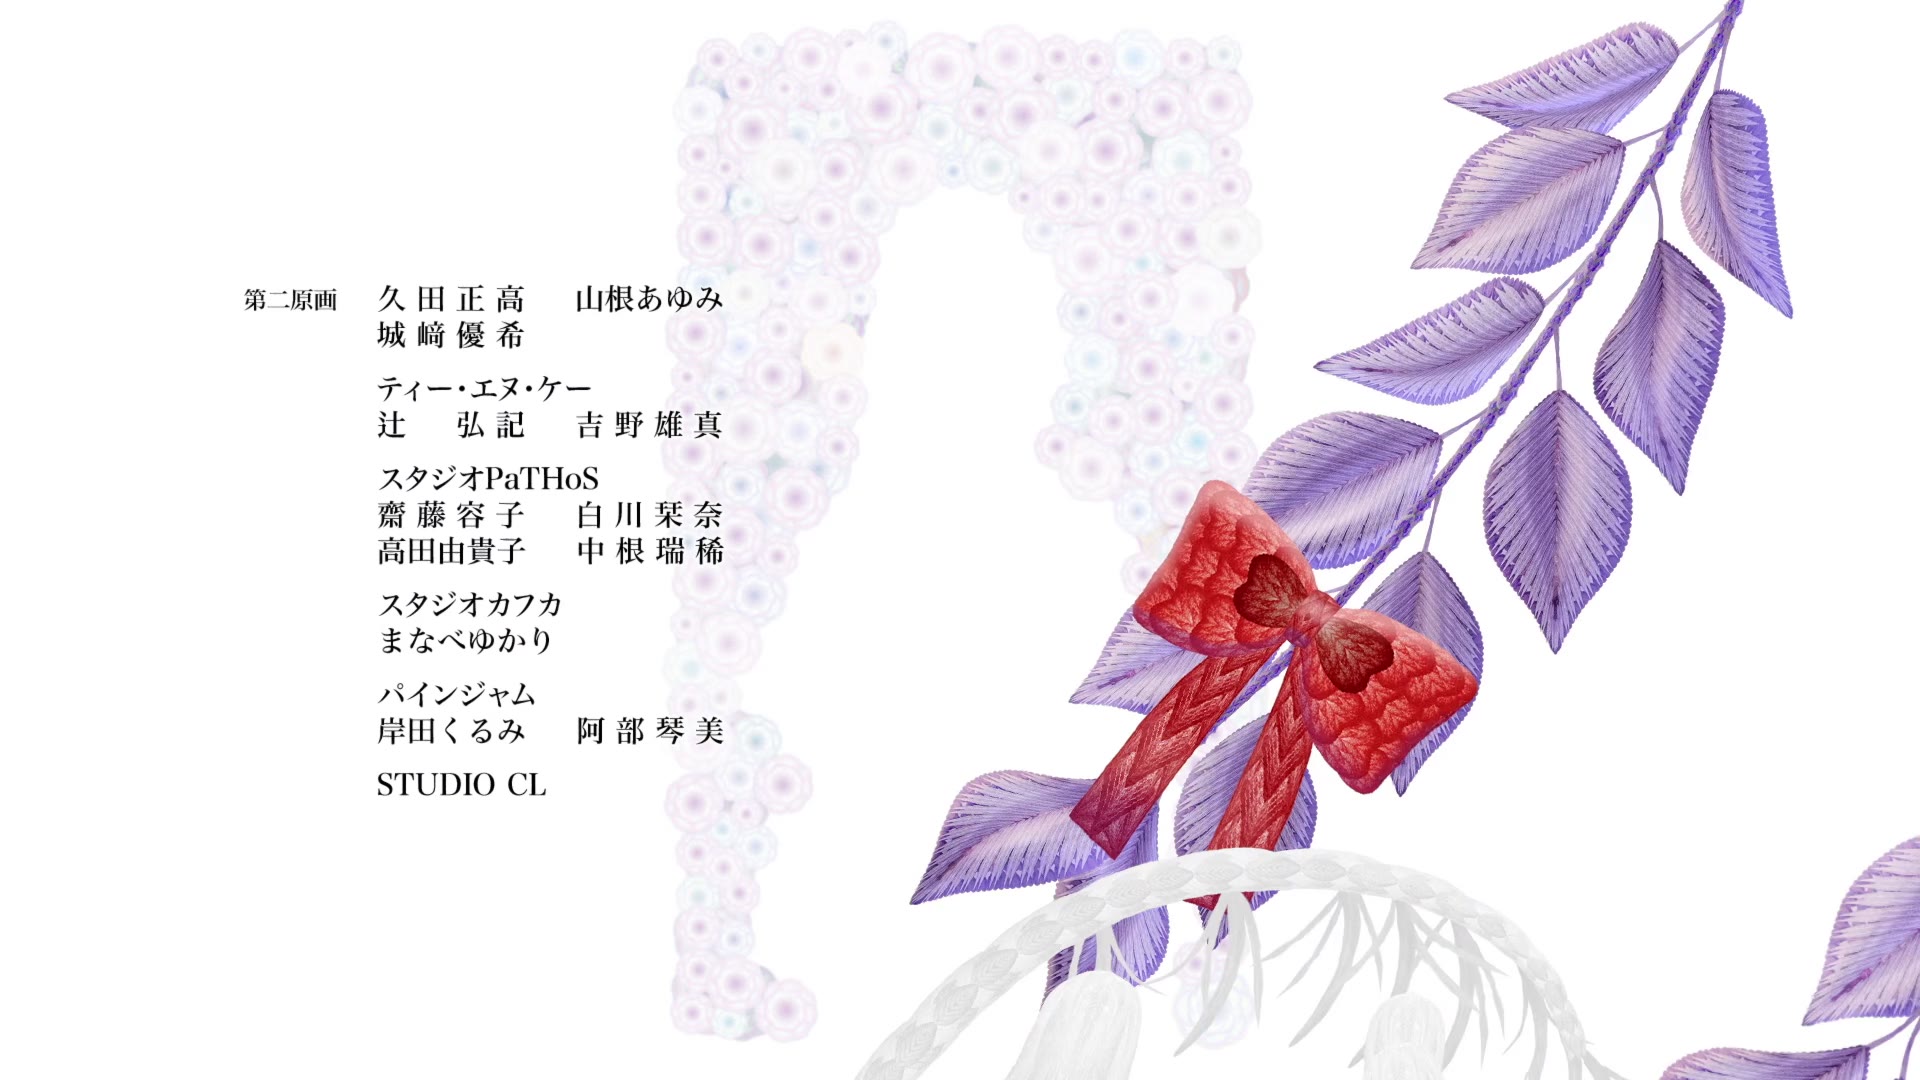 第二原画 久田正高 山根あゆみ
城﨑優希
ティー・エヌ・ケー
辻 弘記 吉野雄真
スタジオPaTHoS
齋藤容子 白川栞奈
高田由貴子 中根瑞稀
スタジオカフカ
まなべゆかり
パインジャム
岸田くるみ 阿部琴美
STUDIO CL